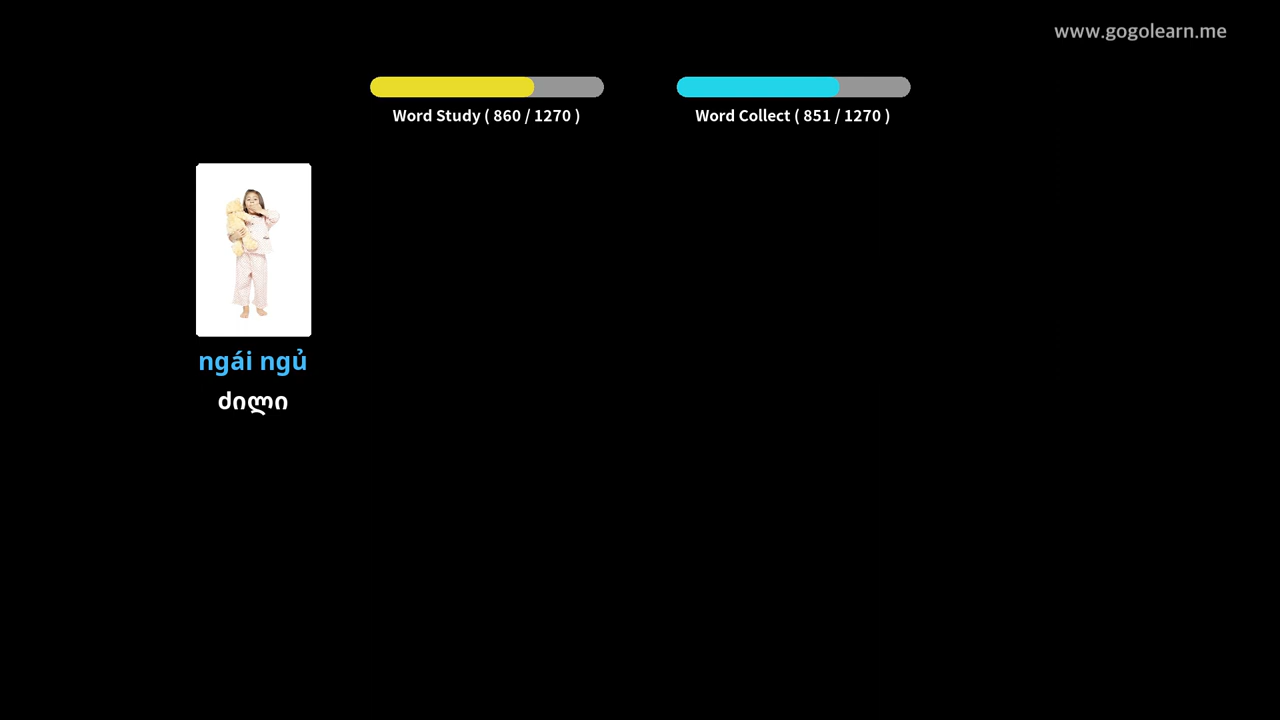 www.gogolearn.me
Word Study ( 860 / 1270 )
Word Collect ( 851 / 1270 )
ngái ngủ
ძილი